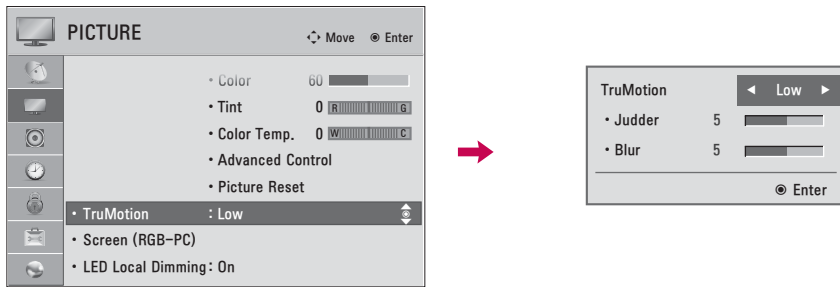 PICTURE
Move ◉ Enter
• Color 60
• Tint 0 R G
• Color Temp. 0 W C
• Advanced Control
• Picture Reset
• TruMotion : Low
• Screen (RGB-PC)
• LED Local Dimming : On
TruMotion ◄ Low ►
• Judder 5
• Blur 5
◉ Enter